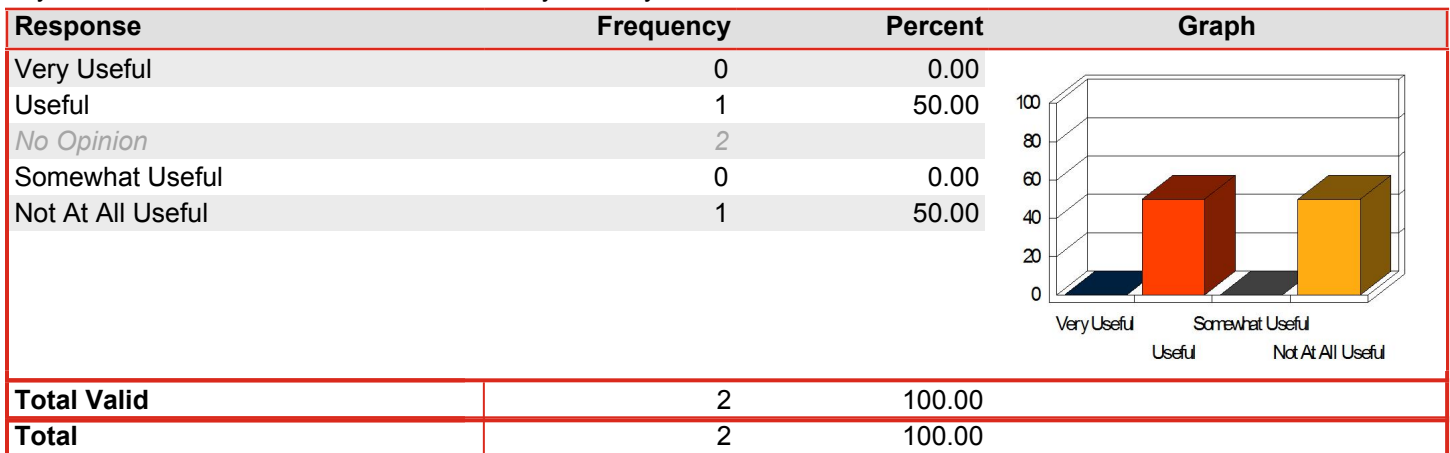 Response Frequency Percent Graph
Very Useful 0 0.00
Useful 1 50.00
No Opinion 2
Somewhat Useful 0 0.00
Not At All Useful 1 50.00
100
80
60
40
20
0
Very Useful Somewhat Useful
Useful Not At All Useful
Total Valid 2 100.00
Total 2 100.00